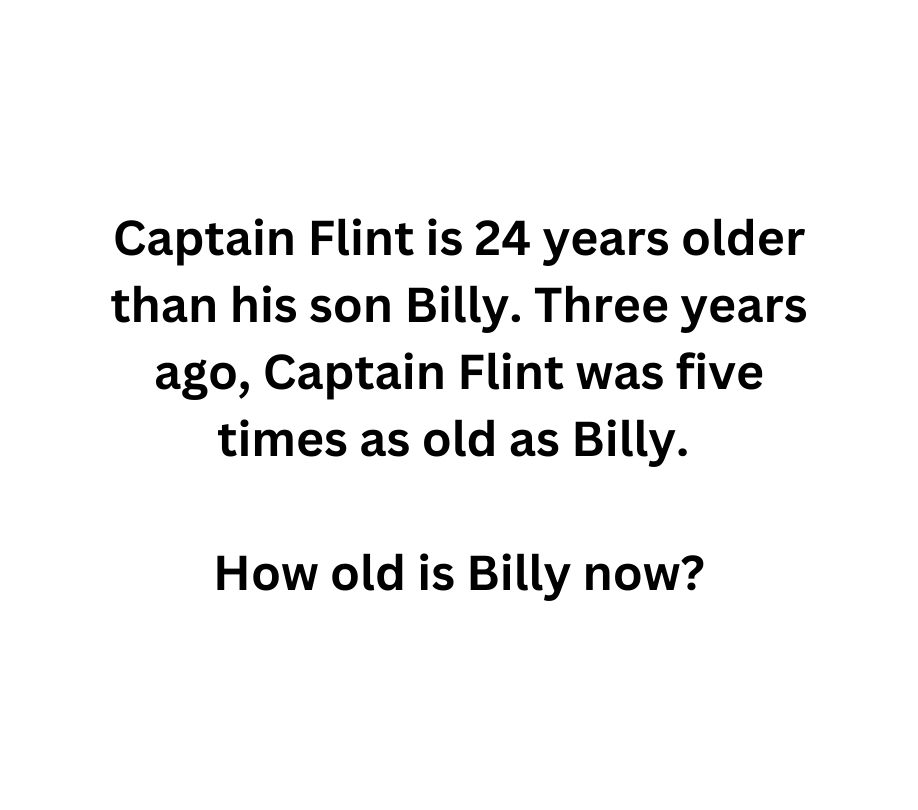 Captain Flint is 24 years older
than his son Billy. Three years
ago, Captain Flint was five
times as old as Billy.
How old is Billy now?